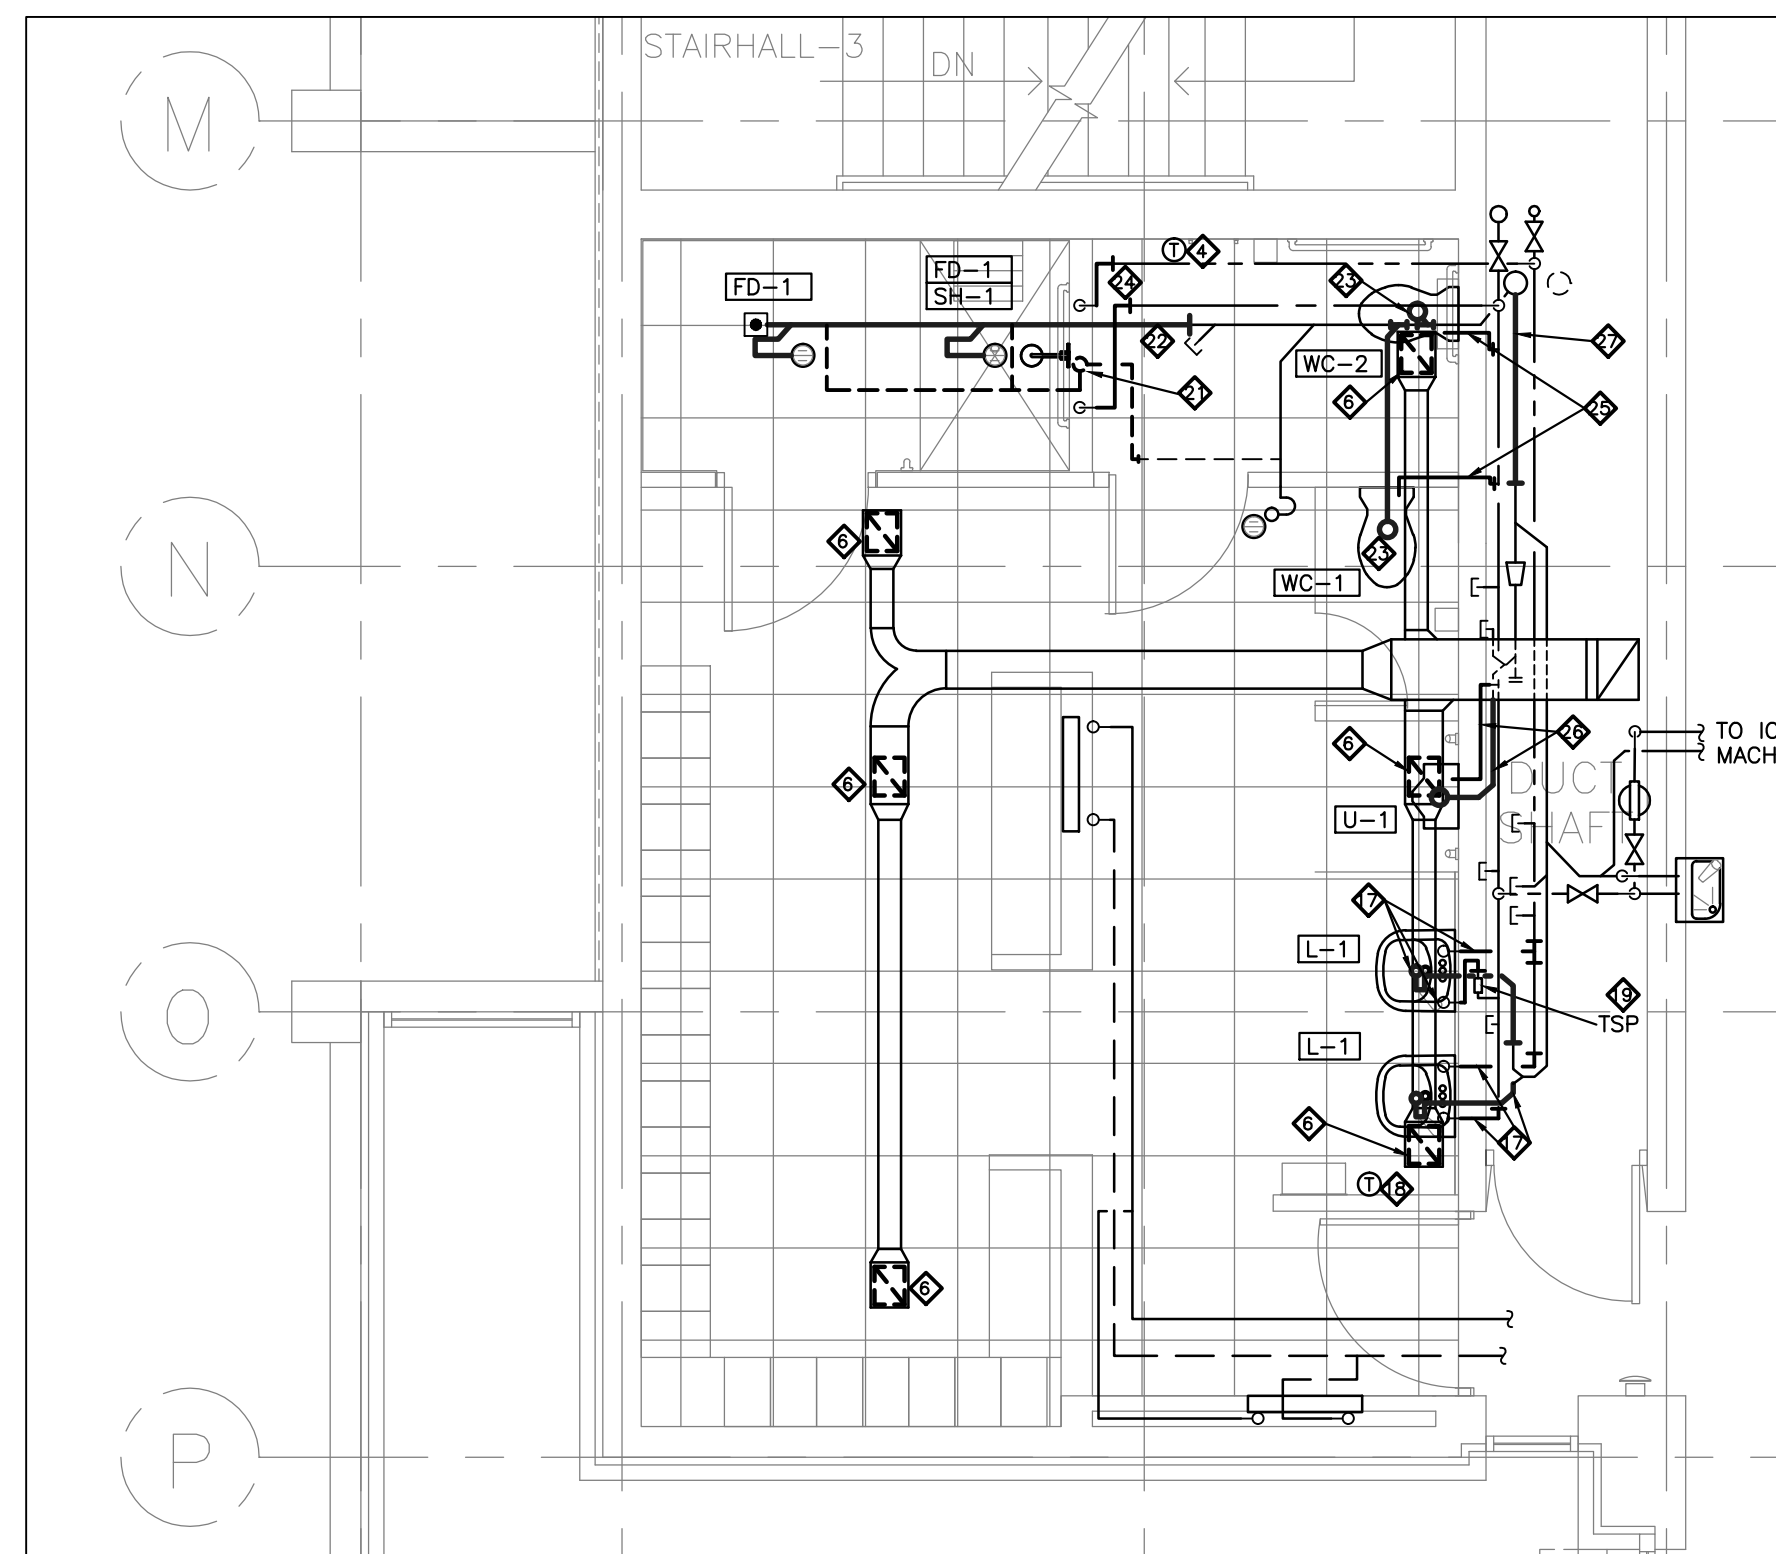 STAIRHALL-3
DN
M
T 4
FD-1
FD-1
SH-1
24
23
22
27
WC-2
21
6
25
6
N
23
WC-1
6
6
26
TO IC
MACH
DUCT
SHAFT
U-1
17
L-1
19
TSP
O
L-1
6
17
T 18
6
P